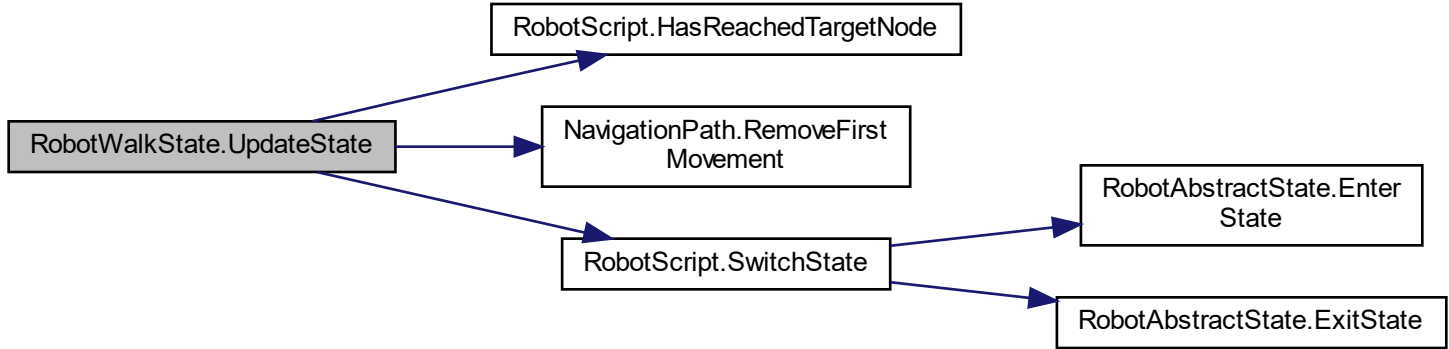 RobotScript.HasReachedTargetNode
RobotWalkState.UpdateState
NavigationPath.RemoveFirst
Movement
RobotScript.SwitchState
RobotAbstractState.Enter
State
RobotAbstractState.ExitState